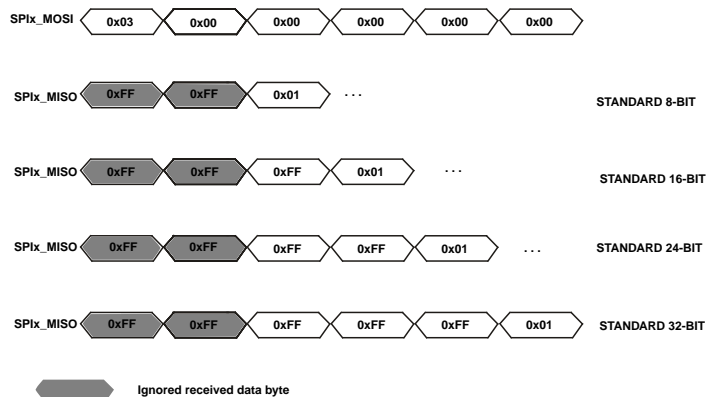 SPIx_MOSI 0x03 0x00 0x00 0x00 0x00 0x00
SPIx_MISO 0xFF 0xFF 0x01 ... STANDARD 8-BIT
SPIx_MISO 0xFF 0xFF 0xFF 0x01 ... STANDARD 16-BIT
SPIx_MISO 0xFF 0xFF 0xFF 0xFF 0x01 ... STANDARD 24-BIT
SPIx_MISO 0xFF 0xFF 0xFF 0xFF 0xFF 0x01 STANDARD 32-BIT
Ignored received data byte